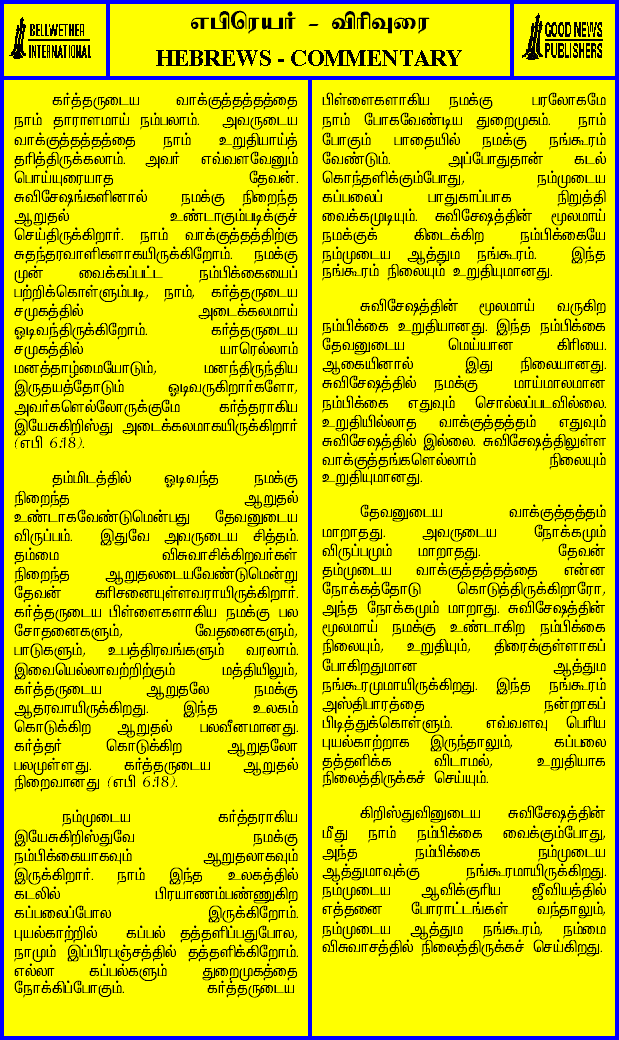 BELLWETHER
INTERNATIONAL
எபிரெயர் - விரிவுரை
HEBREWS - COMMENTARY
GOOD NEWS
PUBLISHERS
கர்த்தருடைய வாக்குத்தத்தத்தை
நாம் தாராளமாய் நம்பலாம். அவருடைய
வாக்குத்தத்தத்தை நாம் உறுதியாய்த்
தரித்திருக்கலாம். அவர் எவ்வளவேனும்
பொய்யுரையாத தேவன்.
சுவிசேஷங்களினால் நமக்கு நிறைந்த
ஆறுதல் உண்டாகும்படிக்குச்
செய்திருக்கிறார். நாம் வாக்குத்தத்திற்கு
சுதந்தரவாளிகளாகயிருக்கிறோம். நமக்கு
முன் வைக்கப்பட்ட நம்பிக்கையைப்
பற்றிக்கொள்ளும்படி, நாம், கர்த்தருடைய
சமுகத்தில் அடைக்கலமாய்
ஓடிவந்திருக்கிறோம். கர்த்தருடைய
சமுகத்தில் யாரெல்லாம்
மனத்தாழ்மையோடும், மனந்திருந்திய
இருதயத்தோடும் ஓடிவருகிறார்களோ,
அவர்களெல்லோருக்குமே கர்த்தராகிய
இயேசுகிறிஸ்து அடைக்கலமாகயிருக்கிறார்
(எபி 6:18).
தம்மிடத்தில் ஓடிவந்த நமக்கு
நிறைந்த ஆறுதல்
உண்டாகவேண்டுமென்பது தேவனுடைய
விருப்பம். இதுவே அவருடைய சித்தம்.
தம்மை விசுவாசிக்கிறவர்கள்
நிறைந்த ஆறுதலடையவேண்டுமென்று
தேவன் கரிசனையுள்ளவராயிருக்கிறார்.
கர்த்தருடைய பிள்ளைகளாகிய நமக்கு பல
சோதனைகளும், வேதனைகளும்,
பாடுகளும், உபத்திரவங்களும் வரலாம்.
இவையெல்லாவற்றிற்கும் மத்தியிலும்,
கர்த்தருடைய ஆறுதலே நமக்கு
ஆதரவாயிருக்கிறது. இந்த உலகம்
கொடுக்கிற ஆறுதல் பலவீனமானது.
கர்த்தர் கொடுக்கிற ஆறுதலோ
பலமுள்ளது. கர்த்தருடைய ஆறுதல்
நிறைவானது (எபி 6:18).
நம்முடைய கர்த்தராகிய
இயேசுகிறிஸ்துவே நமக்கு
நம்பிக்கையாகவும் ஆறுதலாகவும்
இருக்கிறார். நாம் இந்த உலகத்தில்
கடலில் பிரயாணம்பண்ணுகிற
கப்பலைப்போல இருக்கிறோம்.
புயல்காற்றில் கப்பல் தத்தளிப்பதுபோல,
நாமும் இப்பிரபஞ்சத்தில் தத்தளிக்கிறோம்.
எல்லா கப்பல்களும் துறைமுகத்தை
நோக்கிப்போகும். கர்த்தருடைய
பிள்ளைகளாகிய நமக்கு பரலோகமே
நாம் போகவேண்டிய துறைமுகம். நாம்
போகும் பாதையில் நமக்கு நங்கூரம்
வேண்டும். அப்போதுதான் கடல்
கொந்தளிக்கும்போது, நம்முடைய
கப்பலைப் பாதுகாப்பாக நிறுத்தி
வைக்கமுடியும். சுவிசேஷத்தின் மூலமாய்
நமக்குக் கிடைக்கிற நம்பிக்கையே
நம்முடைய ஆத்தும நங்கூரம். இந்த
நங்கூரம் நிலையும் உறுதியுமானது.
சுவிசேஷத்தின் மூலமாய் வருகிற
நம்பிக்கை உறுதியானது. இந்த நம்பிக்கை
தேவனுடைய மெய்யான கிரியை.
ஆகையினால் இது நிலையானது.
சுவிசேஷத்தில் நமக்கு மாய்மாலமான
நம்பிக்கை எதுவும் சொல்லப்படவில்லை.
உறுதியில்லாத வாக்குத்தத்தம் எதுவும்
சுவிசேஷத்தில் இல்லை. சுவிசேஷத்திலுள்ள
வாக்குத்தங்களெல்லாம் நிலையும்
உறுதியுமானது.
தேவனுடைய வாக்குத்தத்தம்
மாறாதது. அவருடைய நோக்கமும்
விருப்பமும் மாறாதது. தேவன்
தம்முடைய வாக்குத்தத்தத்தை என்ன
நோக்கத்தோடு கொடுத்திருக்கிறாரோ,
அந்த நோக்கமும் மாறாது. சுவிசேஷத்தின்
மூலமாய் நமக்கு உண்டாகிற நம்பிக்கை
நிலையும், உறுதியும், திரைக்குள்ளாகப்
போகிறதுமான ஆத்தும
நங்கூரமுமாயிருக்கிறது. இந்த நங்கூரம்
அஸ்திபாரத்தை நன்றாகப்
பிடித்துக்கொள்ளும். எவ்வளவு பெரிய
புயல்காற்றாக இருந்தாலும், கப்பலை
தத்தளிக்க விடாமல், உறுதியாக
நிலைத்திருக்கச் செய்யும்.
கிறிஸ்துவினுடைய சுவிசேஷத்தின்
மீது நாம் நம்பிக்கை வைக்கும்போது,
அந்த நம்பிக்கை நம்முடைய
ஆத்துமாவுக்கு நங்கூரமாயிருக்கிறது.
நம்முடைய ஆவிக்குரிய ஜீவியத்தில்
எத்தனை போராட்டங்கள் வந்தாலும்,
நம்முடைய ஆத்தும நங்கூரம், நம்மை
விசுவாசத்தில் நிலைத்திருக்கச் செய்கிறது.